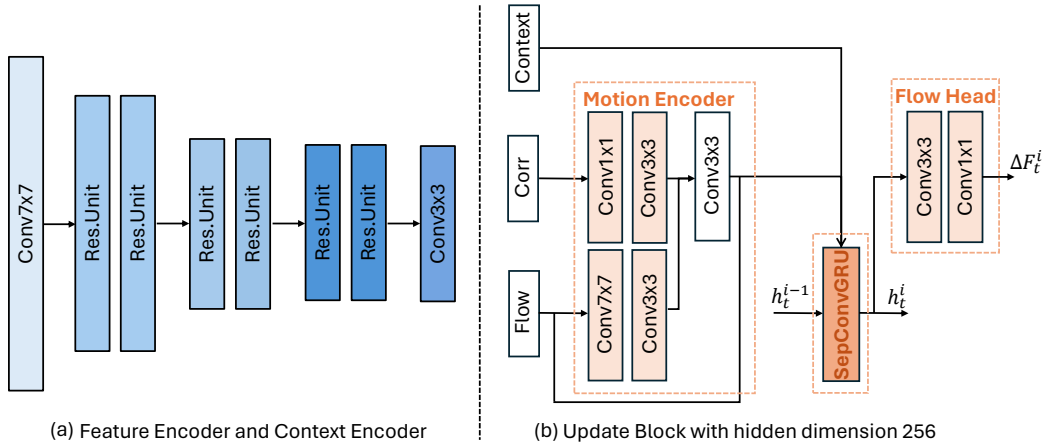 Conv7x7
Res.Unit
Res.Unit
Res.Unit
Res.Unit
Res.Unit
Res.Unit
Conv3x3
(a) Feature Encoder and Context Encoder
Context
Motion Encoder
Flow Head
Corr
Conv1x1
Conv3x3
Conv3x3
Conv3x3
Conv1x1
ΔF_t^i
Flow
Conv7x7
Conv3x3
h_t^{i-1}
SepConvGRU
h_t^i
(b) Update Block with hidden dimension 256